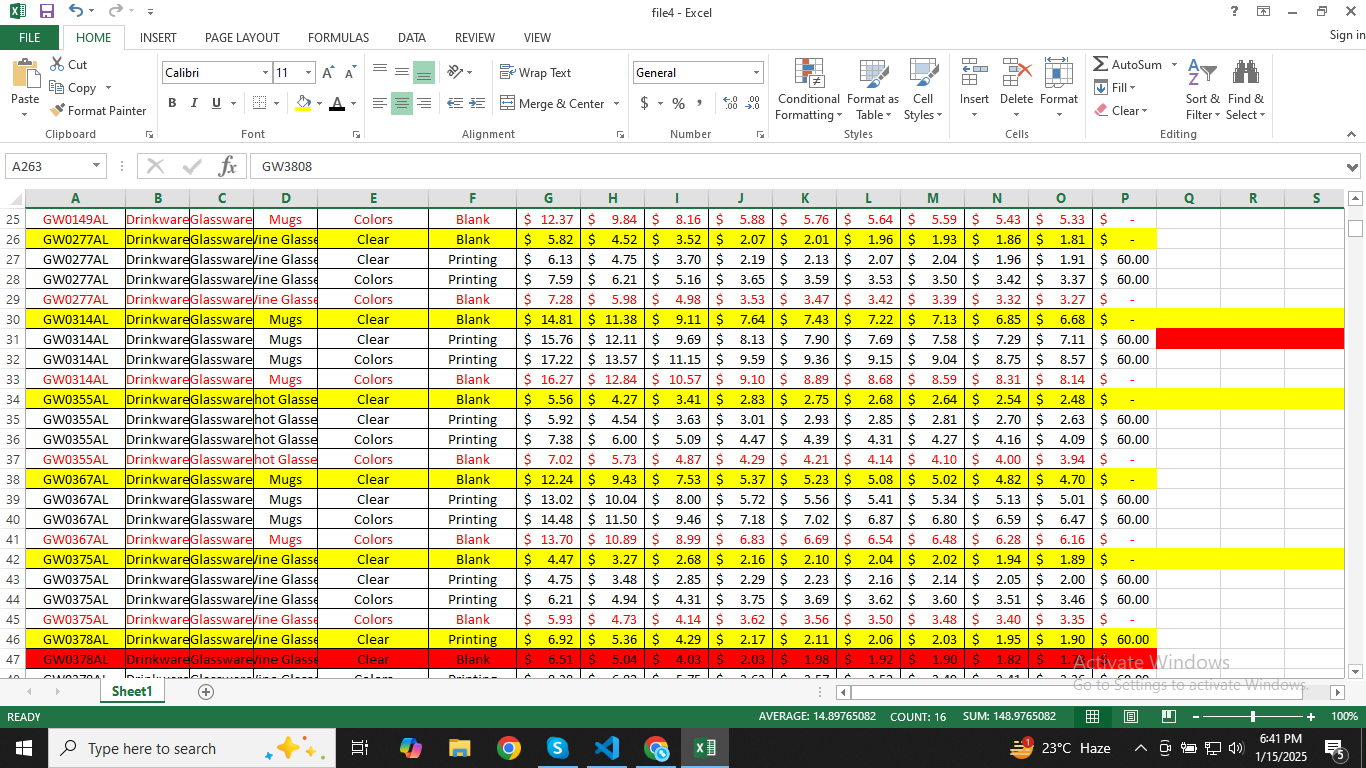 file4 - Excel
FILE HOME INSERT PAGE LAYOUT FORMULAS DATA REVIEW VIEW Sign in
Paste Cut Copy Format Painter Clipboard
Calibri 11 B I U Font
Wrap Text Merge & Center Alignment
General $ % , Number
Conditional Formatting Format as Table Cell Styles Styles
Insert Delete Format Cells
AutoSum Fill Clear Sort & Filter Find & Select Editing
A263 fx GW3808
A B C D E F G H I J K L M N O P Q R S
25 GW0149AL Drinkware Glassware Mugs Colors Blank $ 12.37 $ 9.84 $ 8.16 $ 5.88 $ 5.76 $ 5.64 $ 5.59 $ 5.43 $ 5.33 $ -
26 GW0277AL Drinkware Glassware Vine Glasse Clear Blank $ 5.82 $ 4.52 $ 3.52 $ 2.07 $ 2.01 $ 1.96 $ 1.93 $ 1.86 $ 1.81 $ -
27 GW0277AL Drinkware Glassware Vine Glasse Clear Printing $ 6.13 $ 4.75 $ 3.70 $ 2.19 $ 2.13 $ 2.07 $ 2.04 $ 1.96 $ 1.91 $ 60.00
28 GW0277AL Drinkware Glassware Vine Glasse Colors Printing $ 7.59 $ 6.21 $ 5.16 $ 3.65 $ 3.59 $ 3.53 $ 3.50 $ 3.42 $ 3.37 $ 60.00
29 GW0277AL Drinkware Glassware Vine Glasse Colors Blank $ 7.28 $ 5.98 $ 4.98 $ 3.53 $ 3.47 $ 3.42 $ 3.39 $ 3.32 $ 3.27 $ -
30 GW0314AL Drinkware Glassware Mugs Clear Blank $ 14.81 $ 11.38 $ 9.11 $ 7.64 $ 7.43 $ 7.22 $ 7.13 $ 6.85 $ 6.68 $ -
31 GW0314AL Drinkware Glassware Mugs Clear Printing $ 15.76 $ 12.11 $ 9.69 $ 8.13 $ 7.90 $ 7.69 $ 7.58 $ 7.29 $ 7.11 $ 60.00
32 GW0314AL Drinkware Glassware Mugs Colors Printing $ 17.22 $ 13.57 $ 11.15 $ 9.59 $ 9.36 $ 9.15 $ 9.04 $ 8.75 $ 8.57 $ 60.00
33 GW0314AL Drinkware Glassware Mugs Colors Blank $ 16.27 $ 12.84 $ 10.57 $ 9.10 $ 8.89 $ 8.68 $ 8.59 $ 8.31 $ 8.14 $ -
34 GW0355AL Drinkware Glassware hot Glasse Clear Blank $ 5.56 $ 4.27 $ 3.41 $ 2.83 $ 2.75 $ 2.68 $ 2.64 $ 2.54 $ 2.48 $ -
35 GW0355AL Drinkware Glassware hot Glasse Clear Printing $ 5.92 $ 4.54 $ 3.63 $ 3.01 $ 2.93 $ 2.85 $ 2.81 $ 2.70 $ 2.63 $ 60.00
36 GW0355AL Drinkware Glassware hot Glasse Colors Printing $ 7.38 $ 6.00 $ 5.09 $ 4.47 $ 4.39 $ 4.31 $ 4.27 $ 4.16 $ 4.09 $ 60.00
37 GW0355AL Drinkware Glassware hot Glasse Colors Blank $ 7.02 $ 5.73 $ 4.87 $ 4.29 $ 4.21 $ 4.14 $ 4.10 $ 4.00 $ 3.94 $ -
38 GW0367AL Drinkware Glassware Mugs Clear Blank $ 12.24 $ 9.43 $ 7.53 $ 5.37 $ 5.23 $ 5.08 $ 5.02 $ 4.82 $ 4.70 $ -
39 GW0367AL Drinkware Glassware Mugs Clear Printing $ 13.02 $ 10.04 $ 8.00 $ 5.72 $ 5.56 $ 5.41 $ 5.34 $ 5.13 $ 5.01 $ 60.00
40 GW0367AL Drinkware Glassware Mugs Colors Printing $ 14.48 $ 11.50 $ 9.46 $ 7.18 $ 7.02 $ 6.87 $ 6.80 $ 6.59 $ 6.47 $ 60.00
41 GW0367AL Drinkware Glassware Mugs Colors Blank $ 13.70 $ 10.89 $ 8.99 $ 6.83 $ 6.69 $ 6.54 $ 6.48 $ 6.28 $ 6.16 $ -
42 GW0375AL Drinkware Glassware Vine Glasse Clear Blank $ 4.47 $ 3.27 $ 2.68 $ 2.16 $ 2.10 $ 2.04 $ 2.02 $ 1.94 $ 1.89 $ -
43 GW0375AL Drinkware Glassware Vine Glasse Clear Printing $ 4.75 $ 3.48 $ 2.85 $ 2.29 $ 2.23 $ 2.16 $ 2.14 $ 2.05 $ 2.00 $ 60.00
44 GW0375AL Drinkware Glassware Vine Glasse Colors Printing $ 6.21 $ 4.94 $ 4.31 $ 3.75 $ 3.69 $ 3.62 $ 3.60 $ 3.51 $ 3.46 $ 60.00
45 GW0375AL Drinkware Glassware Vine Glasse Colors Blank $ 5.93 $ 4.73 $ 4.14 $ 3.62 $ 3.56 $ 3.50 $ 3.48 $ 3.40 $ 3.35 $ -
46 GW0378AL Drinkware Glassware Vine Glasse Clear Printing $ 6.92 $ 5.36 $ 4.29 $ 2.17 $ 2.11 $ 2.06 $ 2.03 $ 1.95 $ 1.90 $ 60.00
47 GW0378AL Drinkware Glassware Vine Glasse Clear Blank $ 6.51 $ 5.04 $ 4.03 $ 2.03 $ 1.98 $ 1.92 $ 1.90 $ 1.82 $
Activate Windows
Go to Settings to activate Windows.
Sheet1
READY AVERAGE: 14.89765082 COUNT: 16 SUM: 148.9765082 100%
Type here to search 23°C Haze 6:41 PM
1/15/2025 5